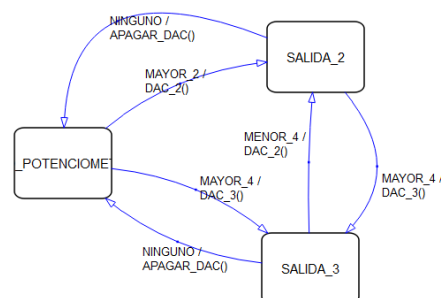 NINGUNO /
APAGAR_DAC()
SALIDA_2
MAYOR_2 /
DAC_2()
MENOR_4 /
DAC_2()
_POTENCIOME
MAYOR_4 /
DAC_3()
MAYOR_4 /
DAC_3()
NINGUNO /
APAGAR_DAC()
SALIDA_3